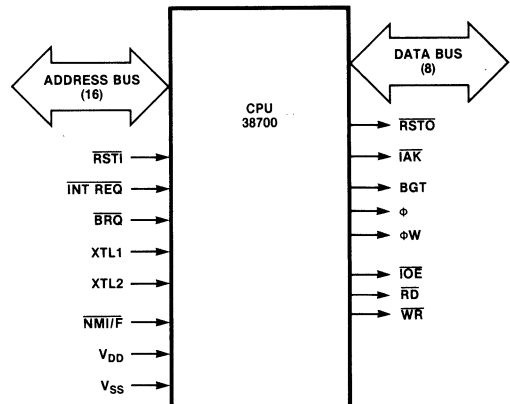 ADDRESS BUS
(16)
DATA BUS
(8)
CPU
38700
RSTI
INT REQ
BRQ
XTL1
XTL2
NMI/F
VDD
VSS
RSTO
IAK
BGT
Φ
ΦW
IOE
RD
WR